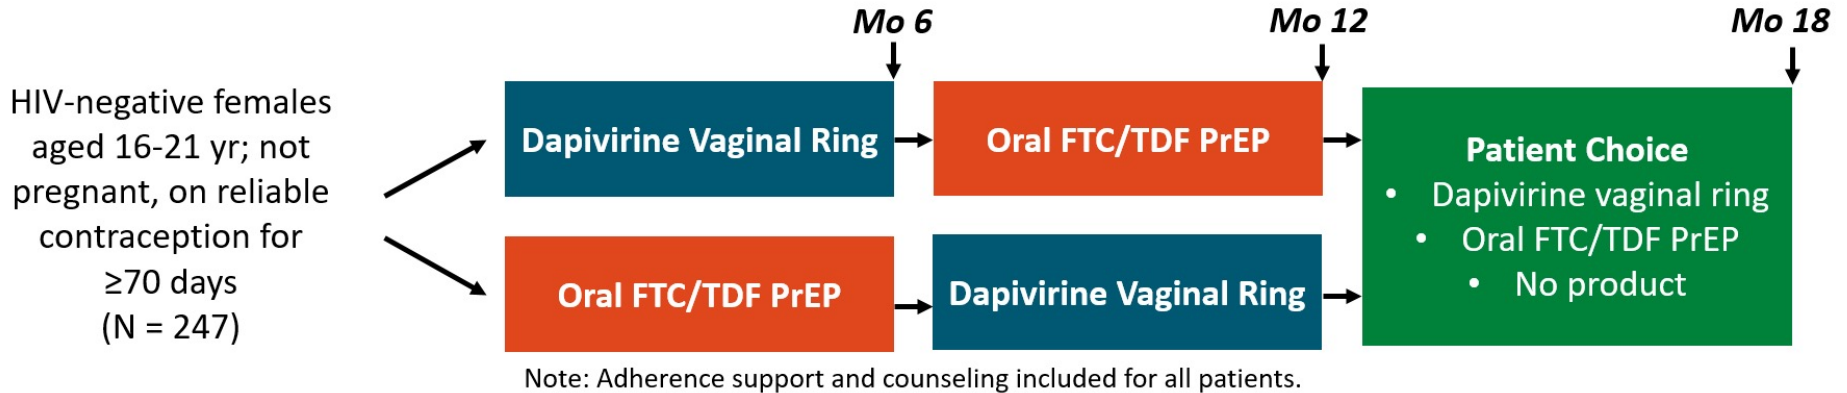 Mo 6
Mo 12
Mo 18
HIV-negative females
aged 16-21 yr; not
pregnant, on reliable
contraception for
≥70 days
(N = 247)
Dapivirine Vaginal Ring
Oral FTC/TDF PrEP
Oral FTC/TDF PrEP
Dapivirine Vaginal Ring
Patient Choice
• Dapivirine vaginal ring
• Oral FTC/TDF PrEP
• No product
Note: Adherence support and counseling included for all patients.